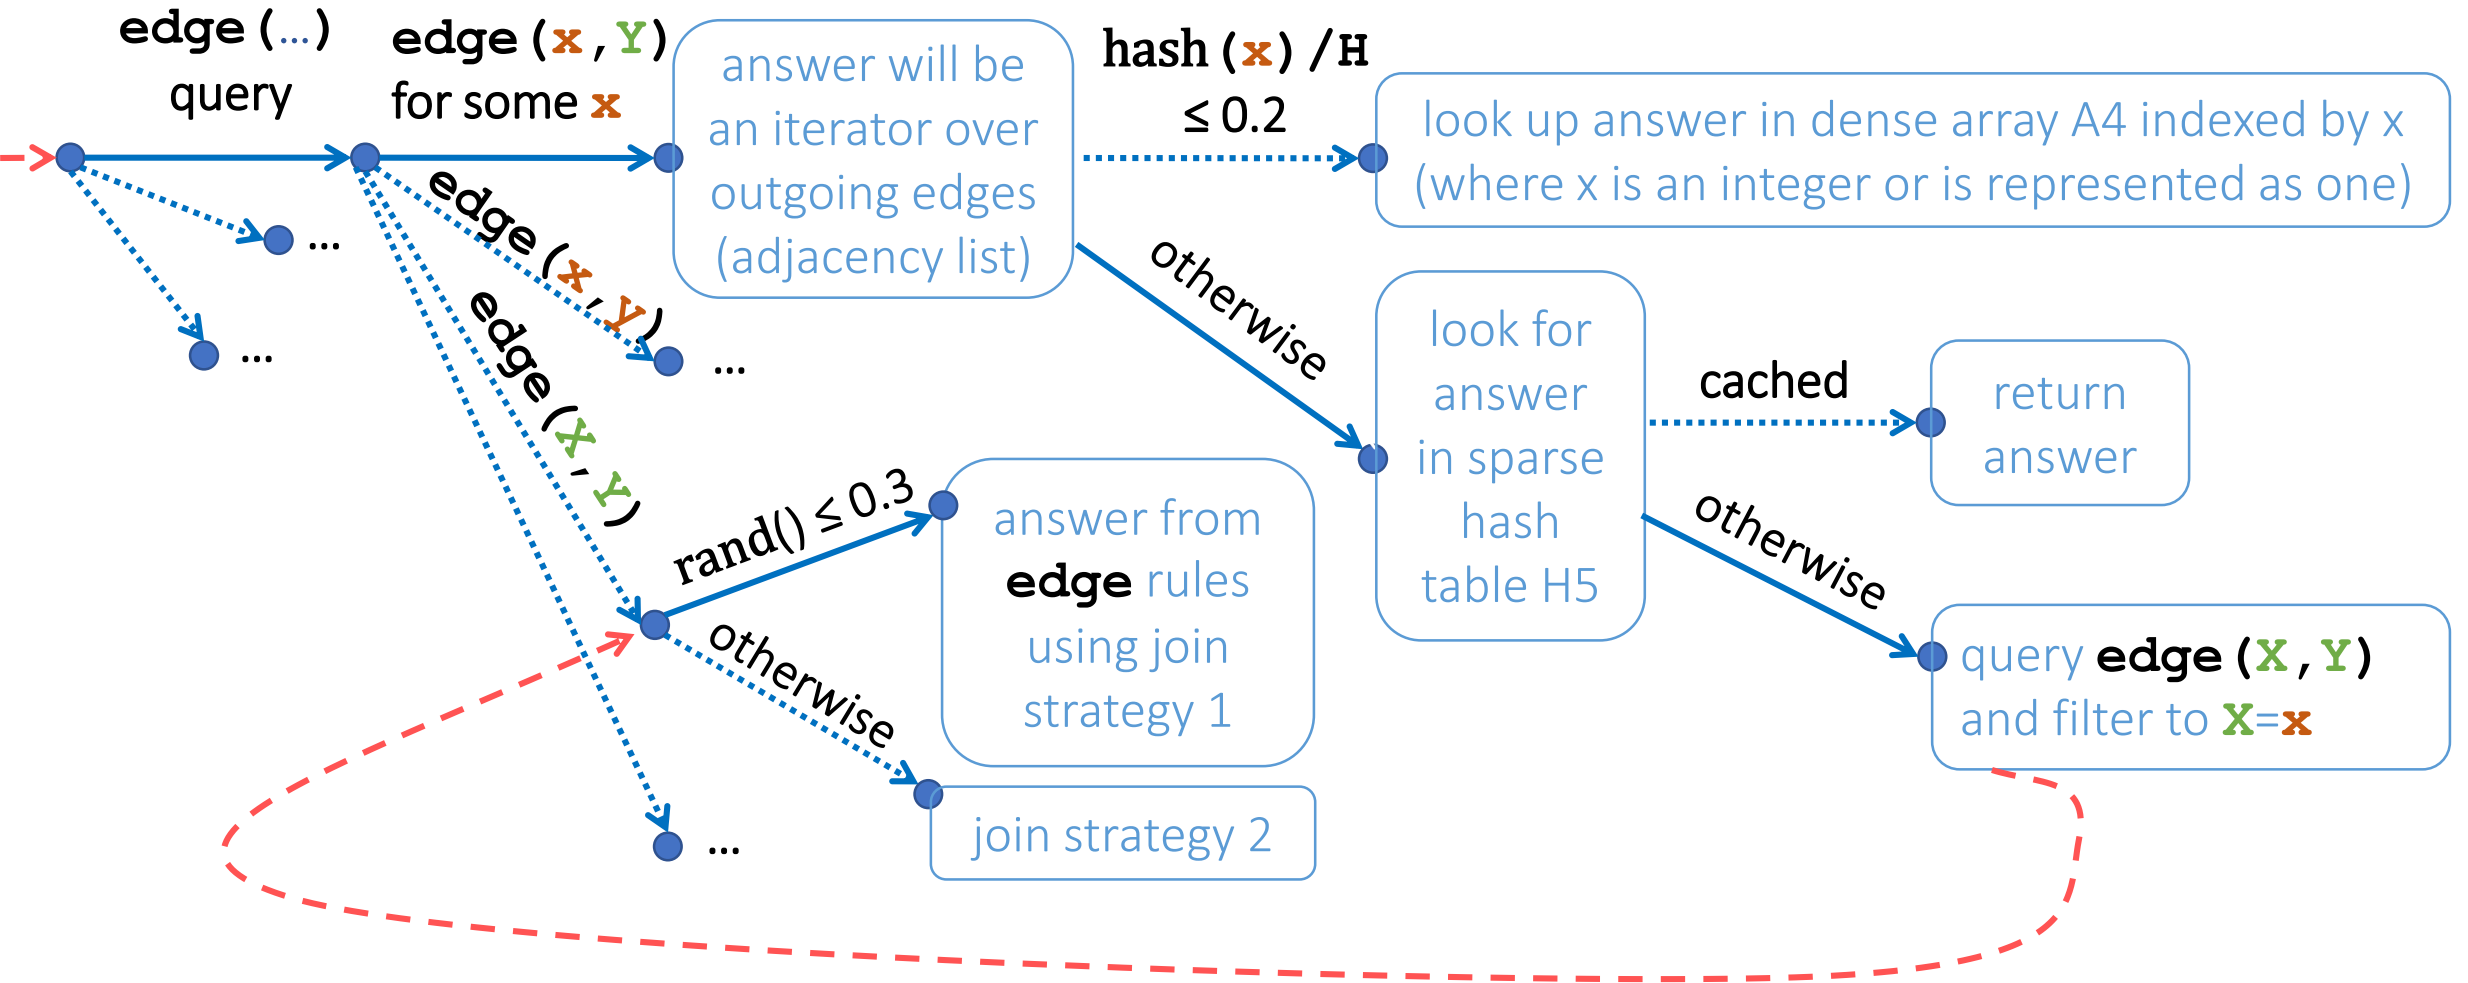 edge(…)
query
edge(x,Y)
for some x
answer will be
an iterator over
outgoing edges
(adjacency list)
hash(x)/H
≤ 0.2
look up answer in dense array A4 indexed by x
(where x is an integer or is represented as one)
...
...
edge(x,y)
...
edge(X,Y)
otherwise
look for
answer
in sparse
hash
table H5
cached
return
answer
otherwise
query edge(X,Y)
and filter to X=x
rand() ≤ 0.3
answer from
edge rules
using join
strategy 1
otherwise
join strategy 2
...